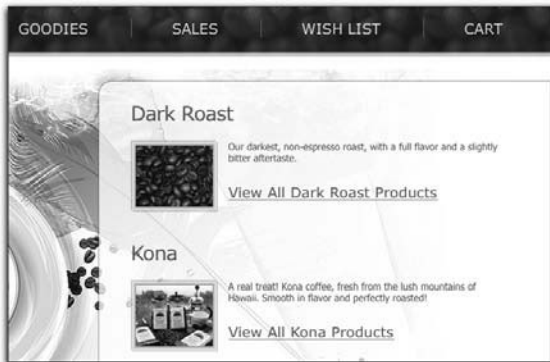 GOODIES SALES WISH LIST CART
Dark Roast
Our darkest, non-espresso roast, with a full flavor and a slightly
bitter aftertaste.
View All Dark Roast Products
Kona
A real treat! Kona coffee, fresh from the lush mountains of
Hawaii. Smooth in flavor and perfectly roasted!
View All Kona Products